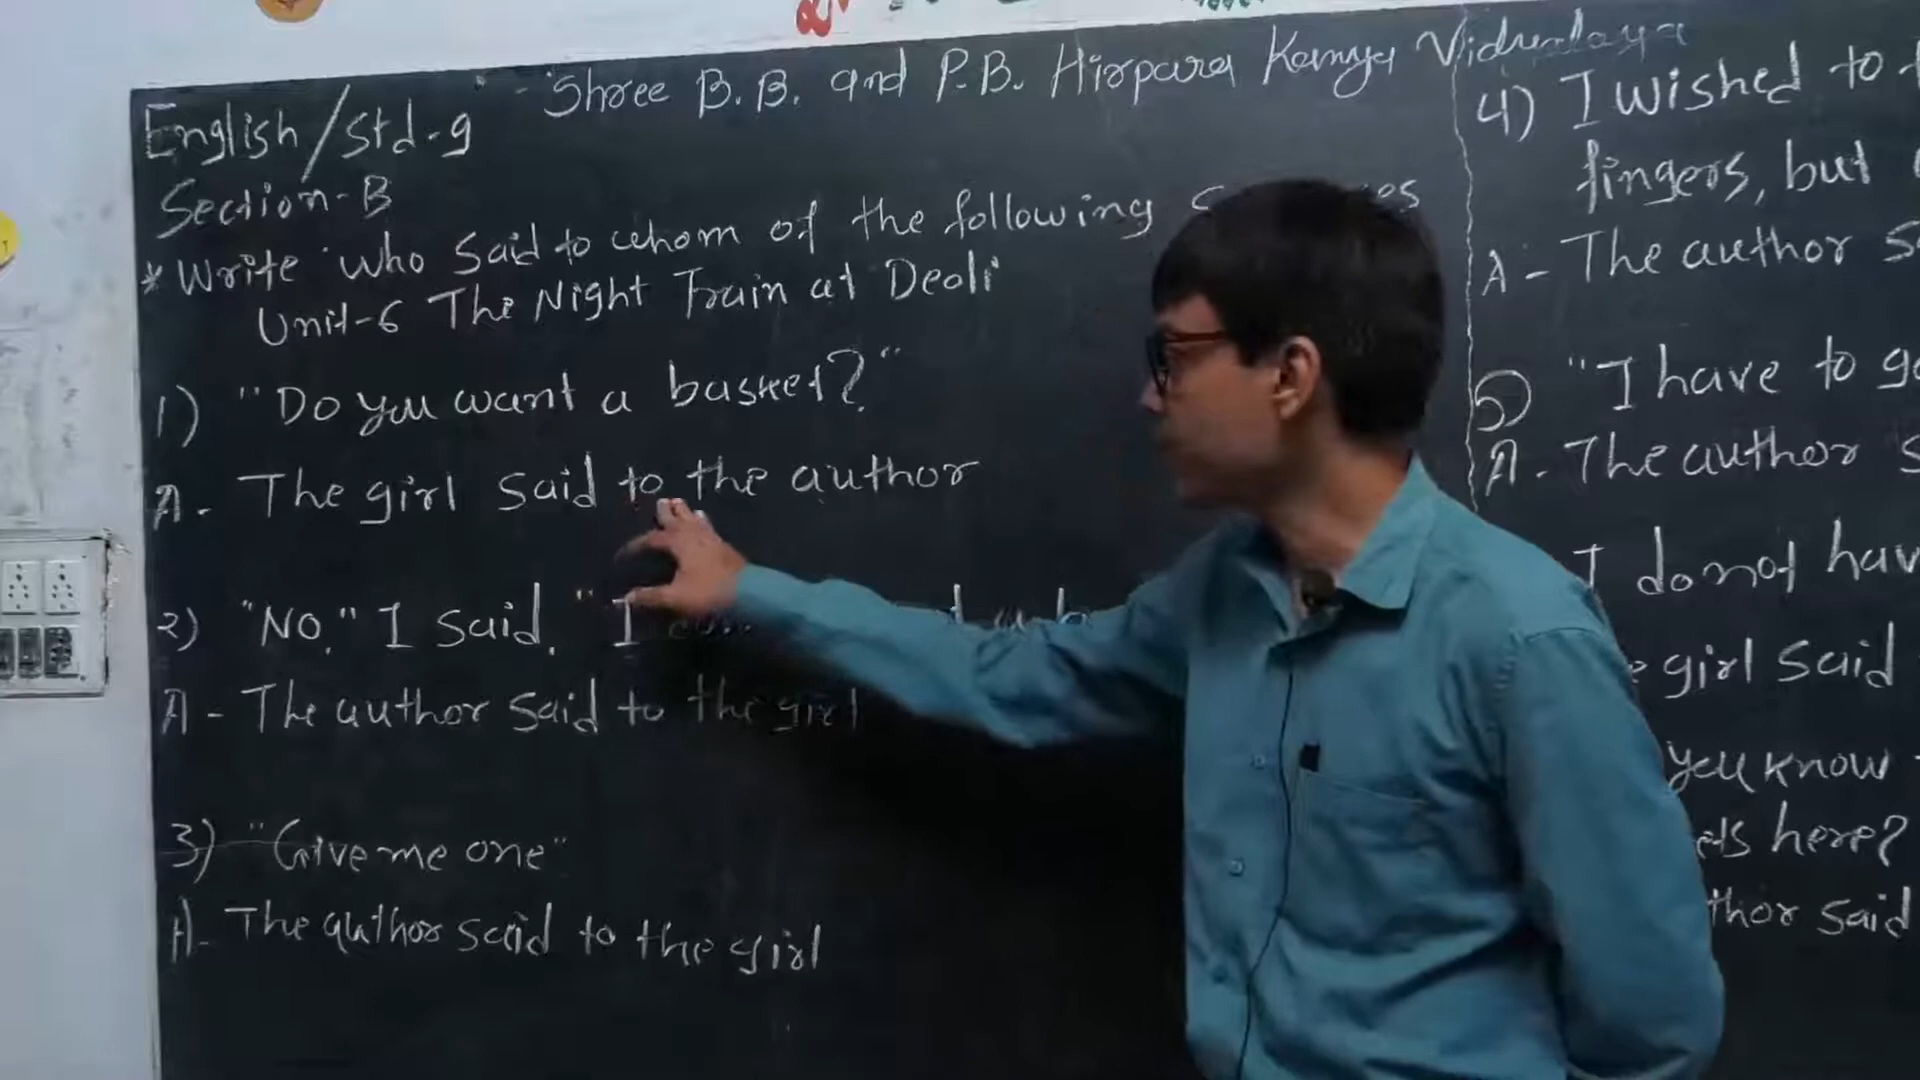 Shree B.B. and P.B. Hirpara Kanya Vidyalaya
English/Std-9
Section-B
* Write who said to whom of the following
Unit-6 The Night Train at Deoli
1) "Do you want a basket?"
A- The girl said to the author
2) "No." I said. "I
A- The author said to the girl
3) "Give me one"
A- The author said to the girl
4) I wished to
fingers, but
A- The author
5) "I have to go
A- The author
I do not hav
girl said
you know
here?
thor said